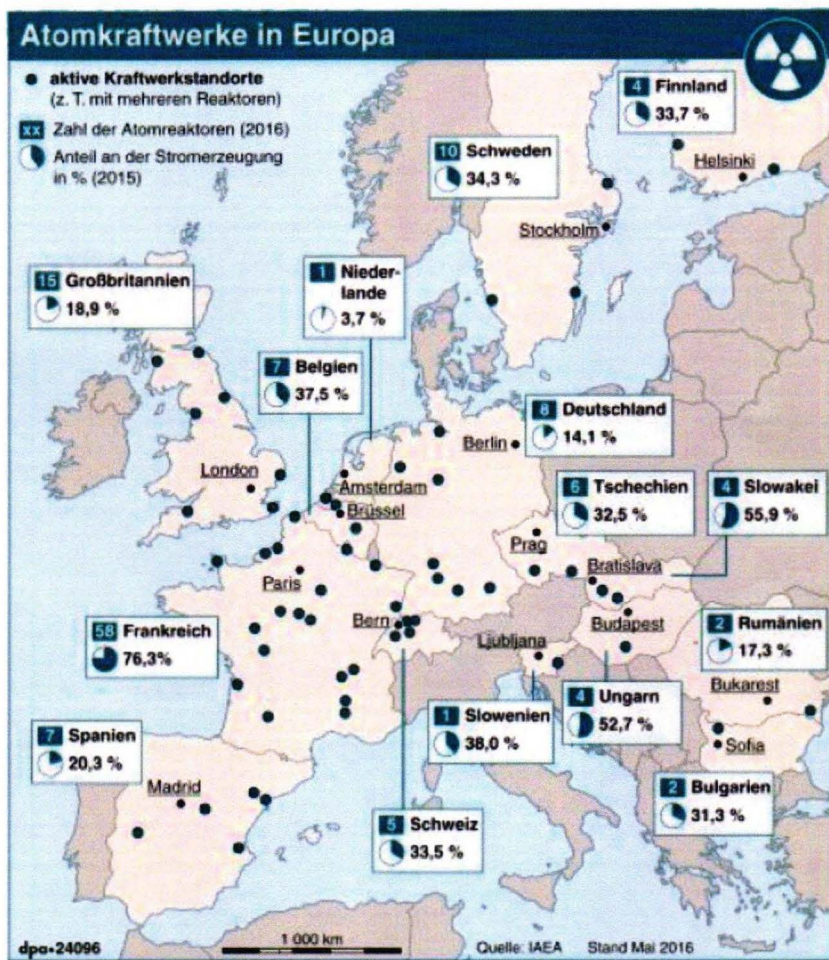 Atomkraftwerke in Europa
aktive Kraftwerkstandorte
(z. T. mit mehreren Reaktoren)
xx Zahl der Atomreaktoren (2016)
Anteil an der Stromerzeugung
in % (2015)
4 Finnland
33,7 %
Helsinki
10 Schweden
34,3 %
Stockholm
15 Großbritannien
18,9 %
1 Nieder-
lande
3,7 %
7 Belgien
37,5 %
8 Deutschland
14,1 %
Berlin
London
Amsterdam
Brüssel
6 Tschechien
32,5 %
4 Slowakei
55,9 %
Prag
Bratislava
Paris
58 Frankreich
76,3%
Bern
Budapest
Ljubljana
2 Rumänien
17,3 %
Bukarest
1 Slowenien
38,0 %
4 Ungarn
52,7 %
Sofia
7 Spanien
20,3 %
Madrid
5 Schweiz
33,5 %
2 Bulgarien
31,3 %
dpa•24096
1 000 km
Quelle: IAEA Stand Mai 2016